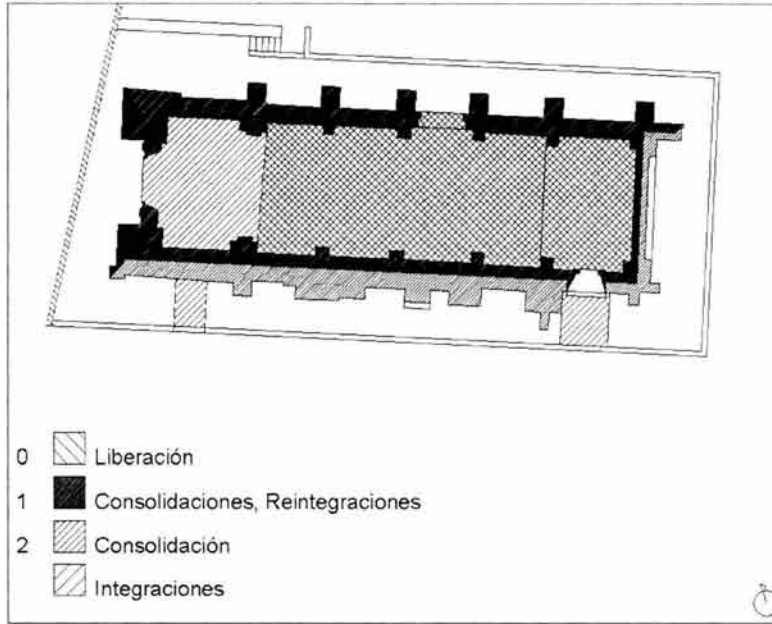 0 Liberación
1 Consolidaciones, Reintegraciones
2 Consolidación
Integraciones